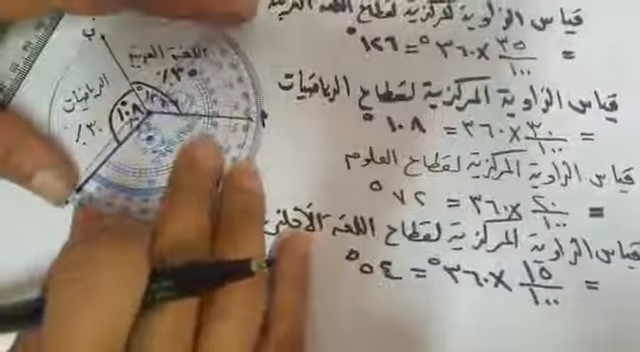 قياس الزاوية المركزية لقطاع اللغة العربية
= ٣٥/١٠٠ × ٣٦٠° = ١٢٦°
قياس الزاوية المركزية لقطاع الرياضيات
= ٣٠/١٠٠ × ٣٦٠ = ١٠٨°
قياس الزاوية المركزية لقطاع العلوم
= ٢٠/١٠٠ × ٣٦٠ = ٧٢°
قياس الزاوية المركزية لقطاع اللغة
= ١٥/١٠٠ × ٣٦٠° = ٥٤°
ب
اللغة العربية
٪٣٥
الرياضيات
٪٣٠
١٠٨